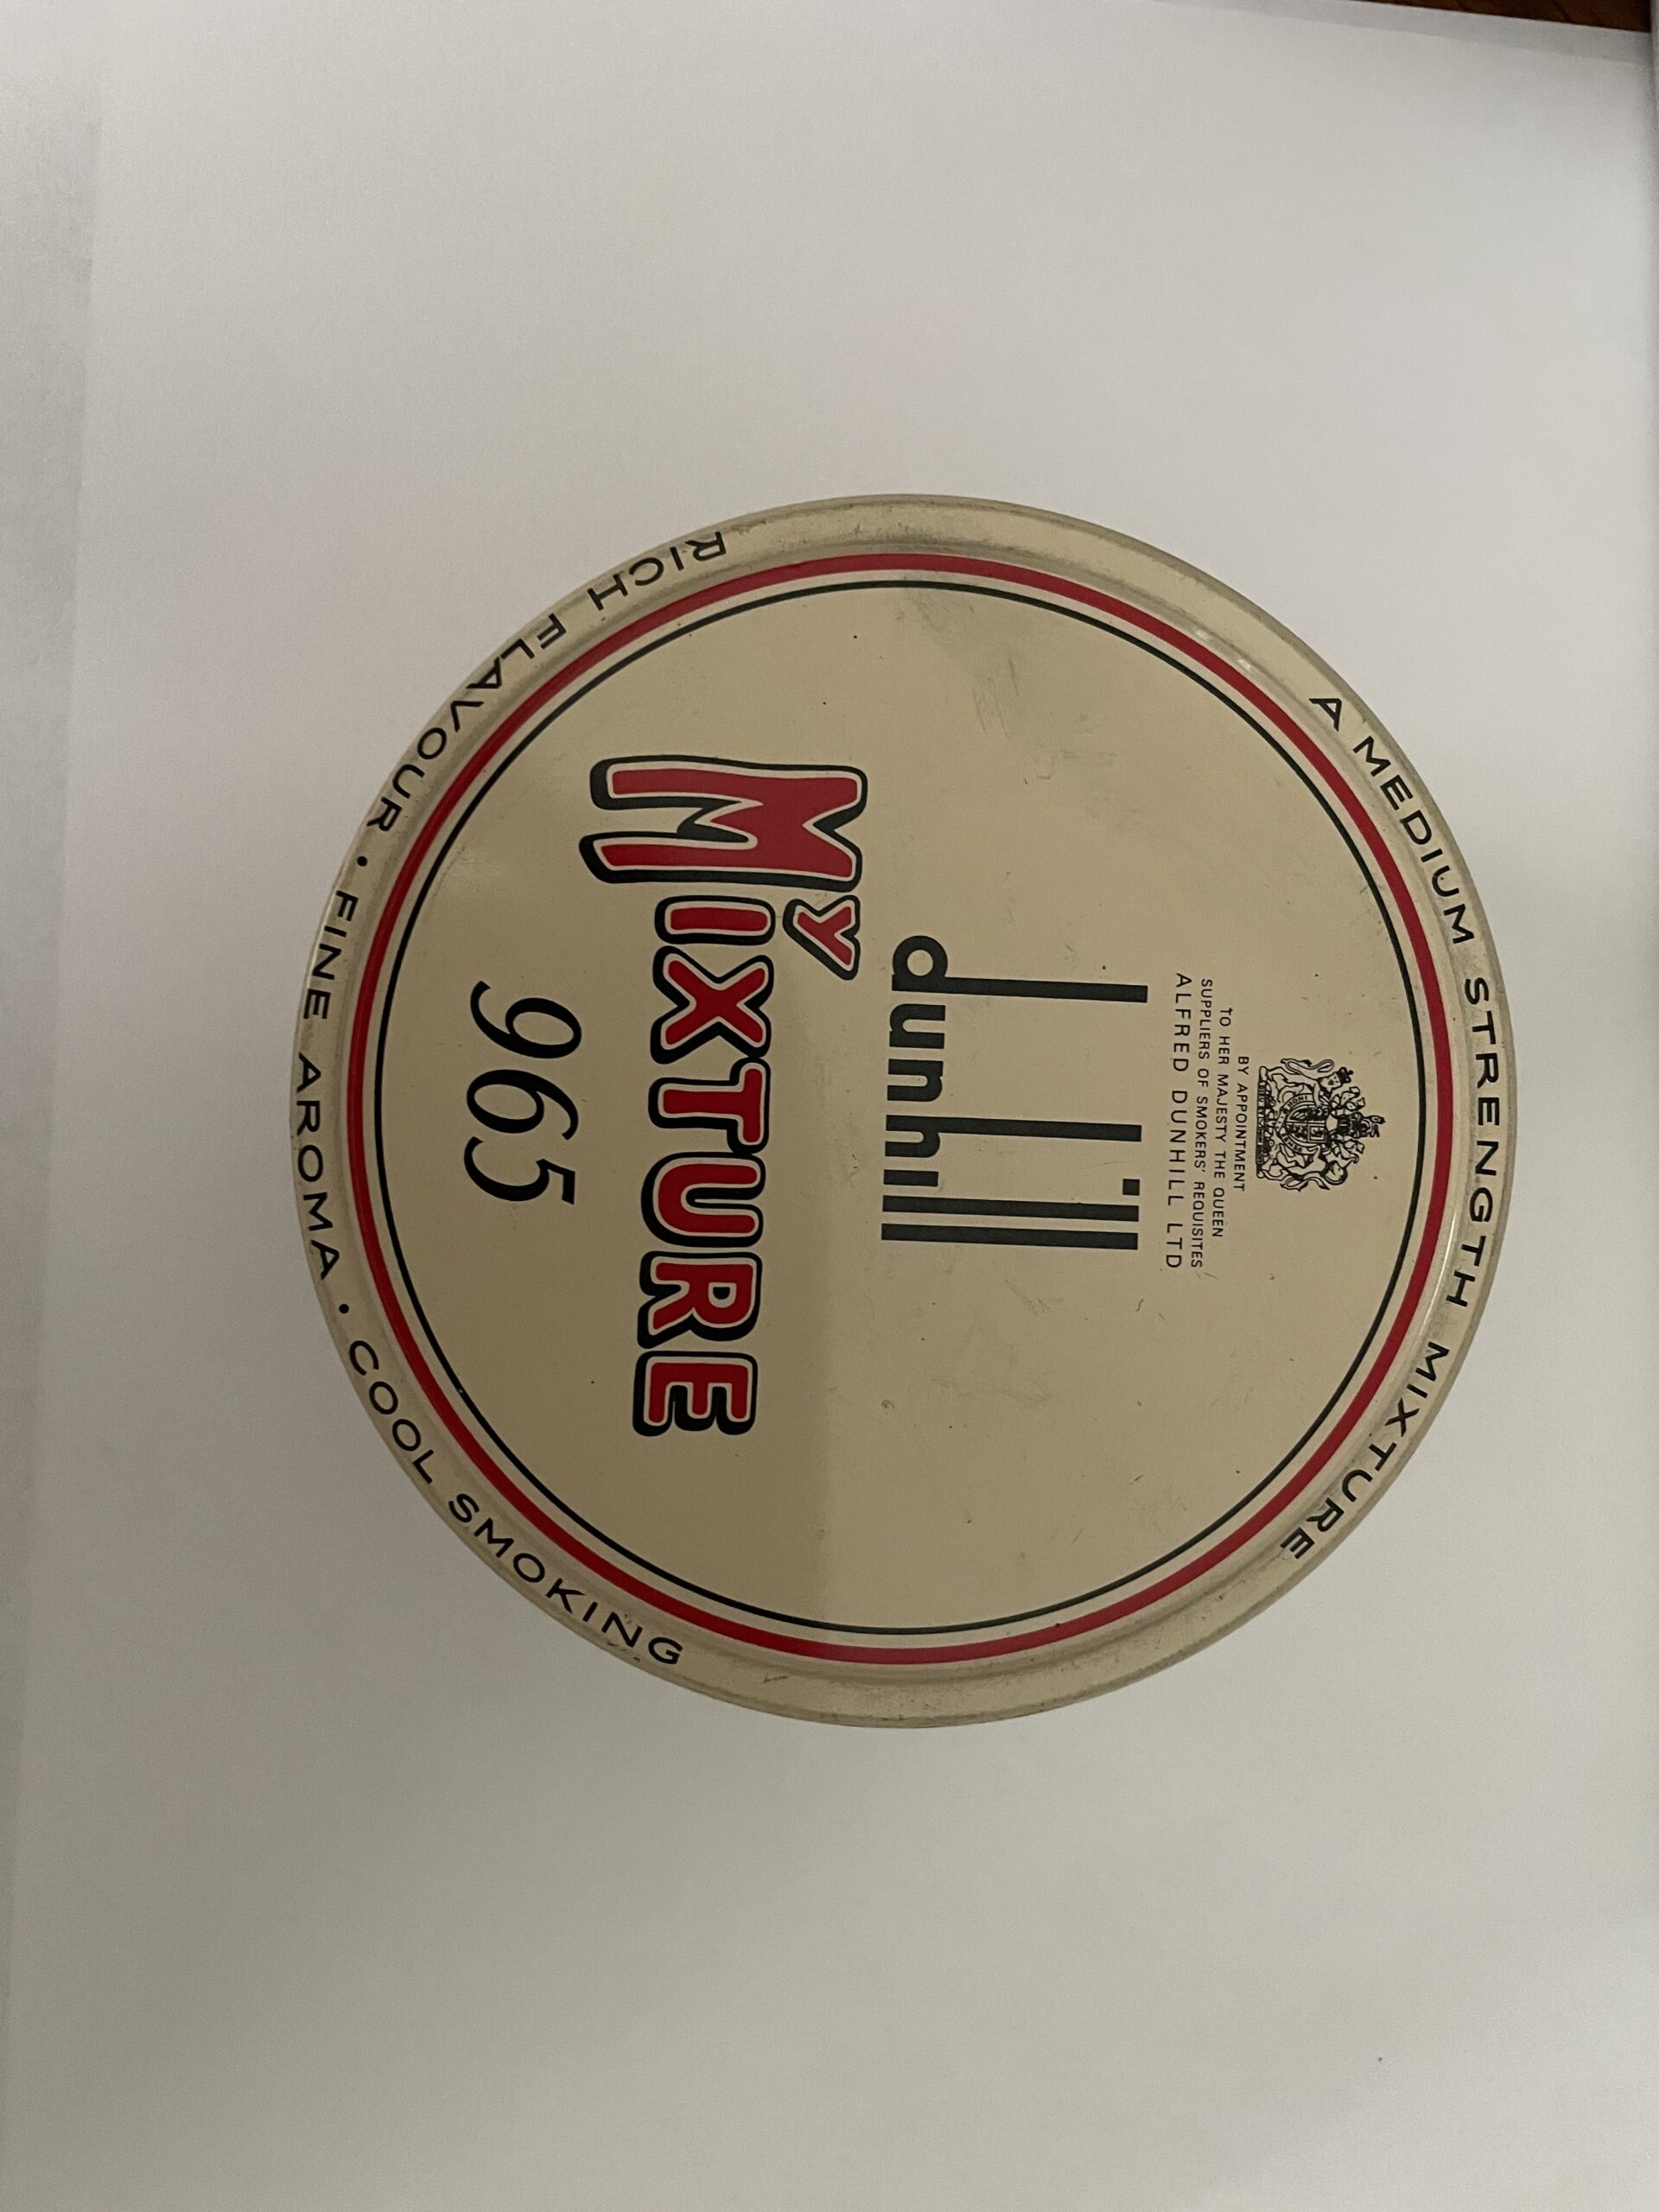 A MEDIUM STRENGTH MIXTURE
BY APPOINTMENT
TO HER MAJESTY THE QUEEN
SUPPLIERS OF SMOKERS' REQUISITES
ALFRED DUNHILL LTD
dunhill
MY
MIXTURE
965
RICH FLAVOUR • FINE AROMA • COOL SMOKING